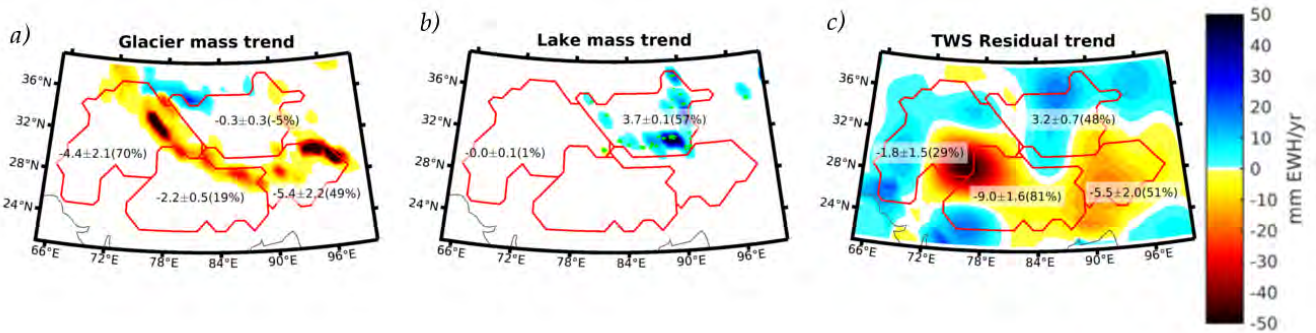 a)
Glacier mass trend
36°N
32°N
28°N
24°N
-0.3±0.3(-5%)
-4.4±2.1(70%)
-2.2±0.5(19%)
-5.4±2.2(49%)
66°E
72°E
78°E
84°E
90°E
96°E
b)
Lake mass trend
36°N
32°N
28°N
24°N
3.7±0.1(57%)
-0.0±0.1(1%)
66°E
72°E
78°E
84°E
90°E
96°E
c)
TWS Residual trend
36°N
32°N
28°N
24°N
3.2±0.7(48%)
-1.8±1.5(29%)
-9.0±1.6(81%)
-5.5±2.0(51%)
66°E
72°E
78°E
84°E
90°E
96°E
50
40
30
20
10
0
-10
-20
-30
-40
-50
mm EWH/yr